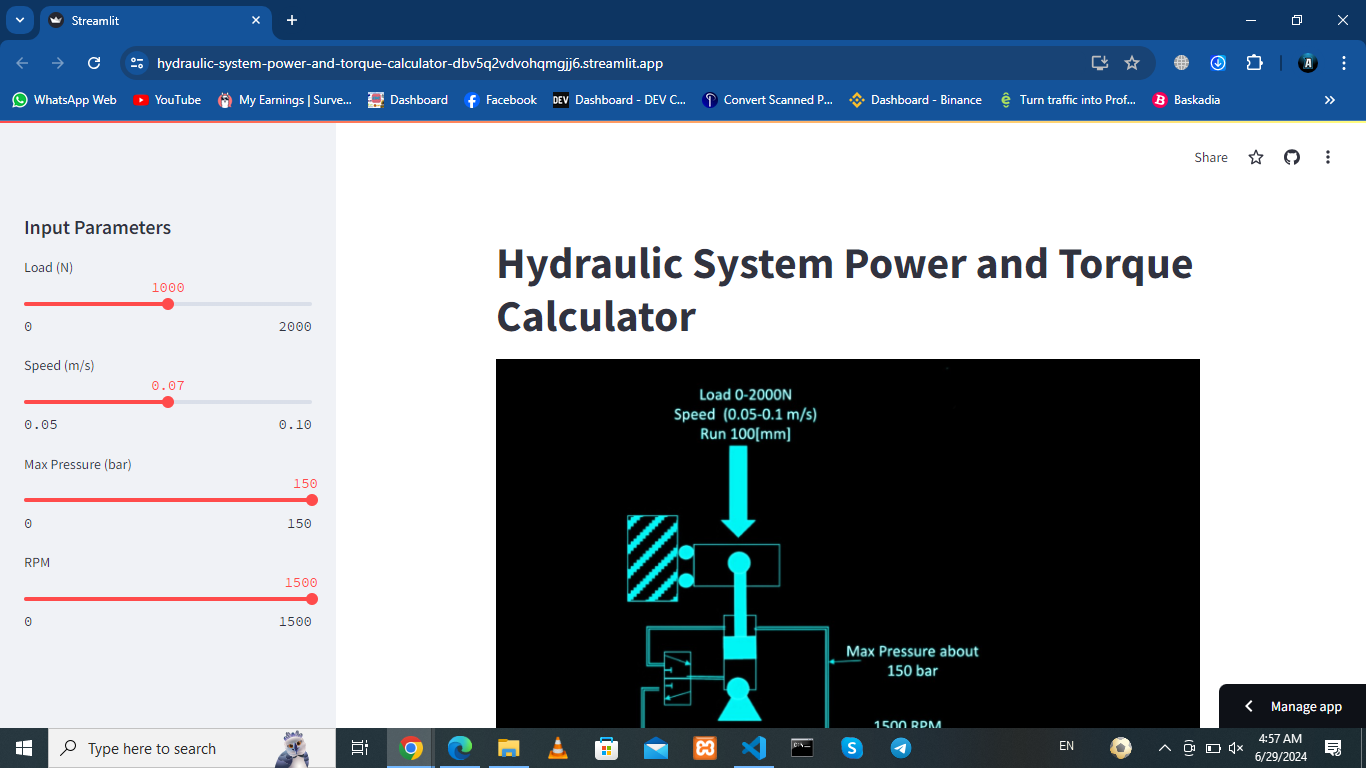 Streamlit
hydraulic-system-power-and-torque-calculator-dbv5q2vdvohqmgjj6.streamlit.app
A
WhatsApp Web
YouTube
My Earnings | Surve...
Dashboard
Facebook
DEV
Dashboard - DEV C...
Convert Scanned P...
Dashboard - Binance
Turn traffic into Prof...
Baskadia
Share
Input Parameters
Load (N)
1000
0 2000
Speed (m/s)
0.07
0.05 0.10
Max Pressure (bar)
150
0 150
RPM
1500
0 1500
Hydraulic System Power and Torque
Calculator
Load 0-2000N
Speed (0.05-0.1 m/s)
Run 100[mm]
Max Pressure about
150 bar
1500 RPM
Manage app
Type here to search
EN
4:57 AM
6/29/2024